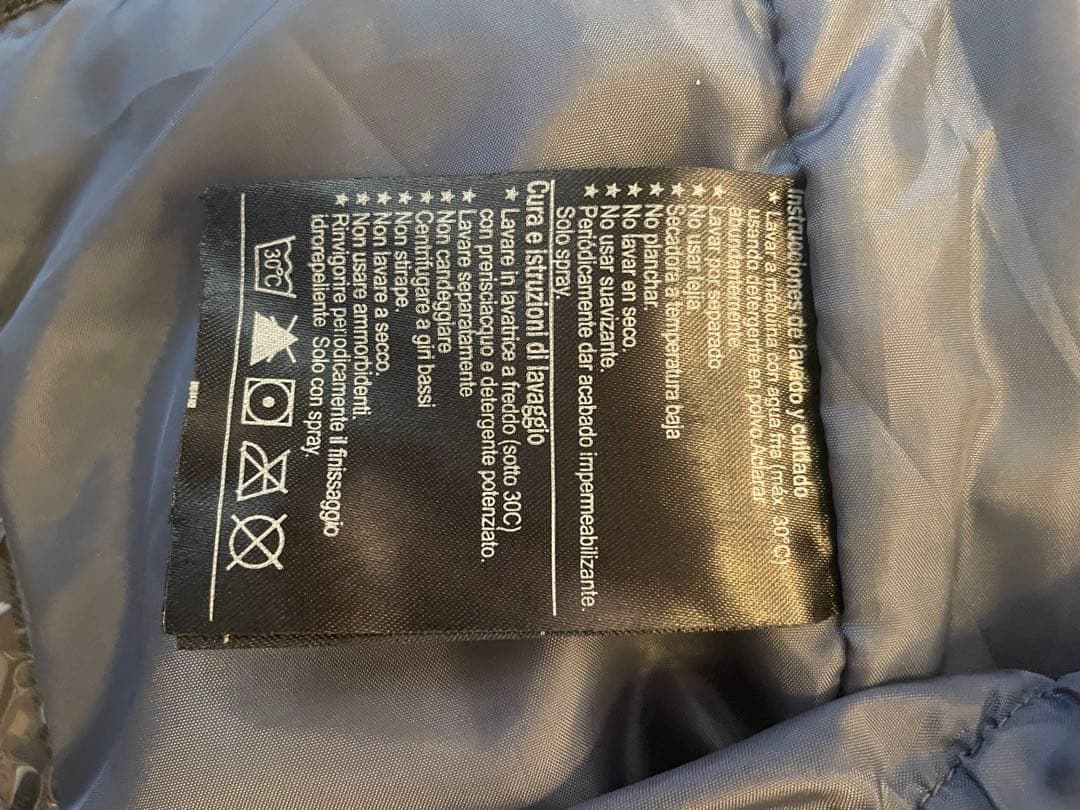 Instrucciones de lavado y cuidado
★ Lavar a máquina con agua fria (máx. 30°C)
usando detergente en polvo. Aclarar
abundantemente
★ Lavar por separado
★ No usar lejia
★ Secadora a temperatura baja
★ No planchar.
★ No lavar en seco.
★ No usar suavizante.
★ Periódicamente dar acabado impermeabilizante.
Solo spray.
Cura e istruzioni di lavaggio
★ Lavare in lavatrice a freddo (sotto 30C)
con prerisciacquo e detergente potenziato.
★ Lavare separatamente
★ Non candeggiare
★ Centrifugare a giri bassi
★ Non stirape.
★ Non lavare a secco.
★ Non usare ammorbidenti.
★ Rinvigorire periodicamente il finissaggio
idrorepellente Solo con spray.
30°C